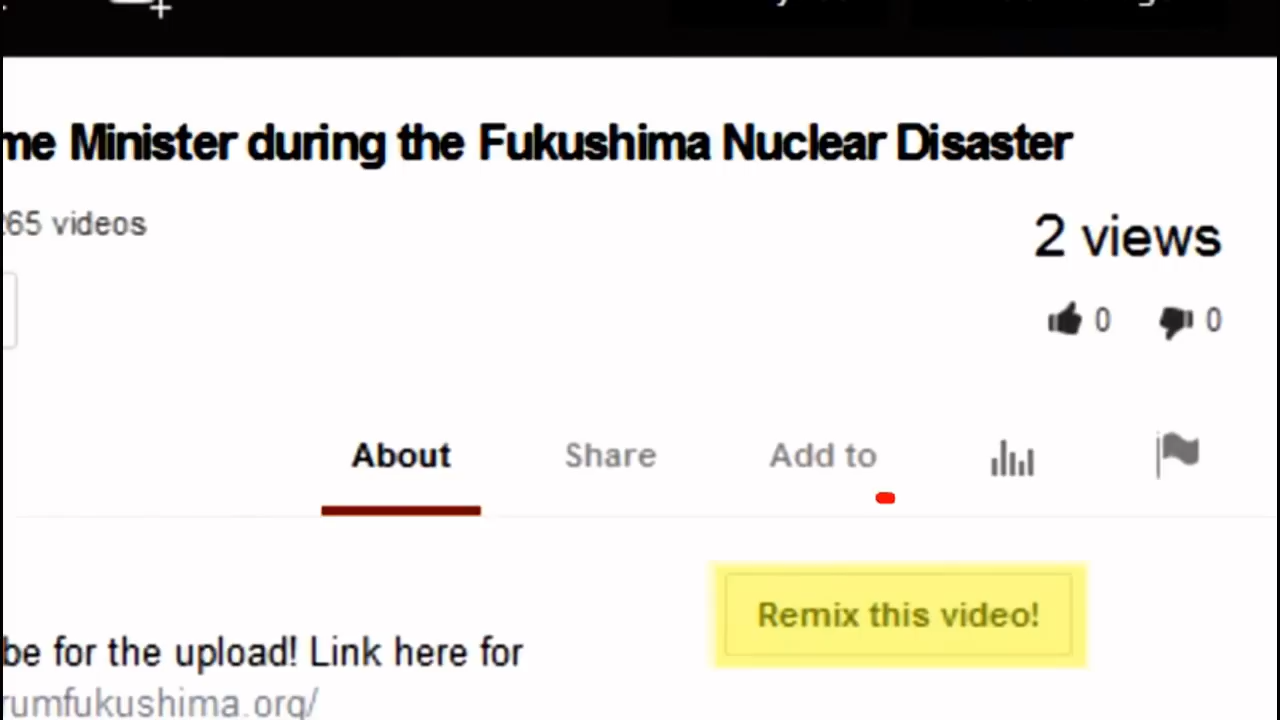 me Minister during the Fukushima Nuclear Disaster
265 videos
2 views
0 0
About Share Add to
Remix this video!
be for the upload! Link here for
rumfukushima.org/